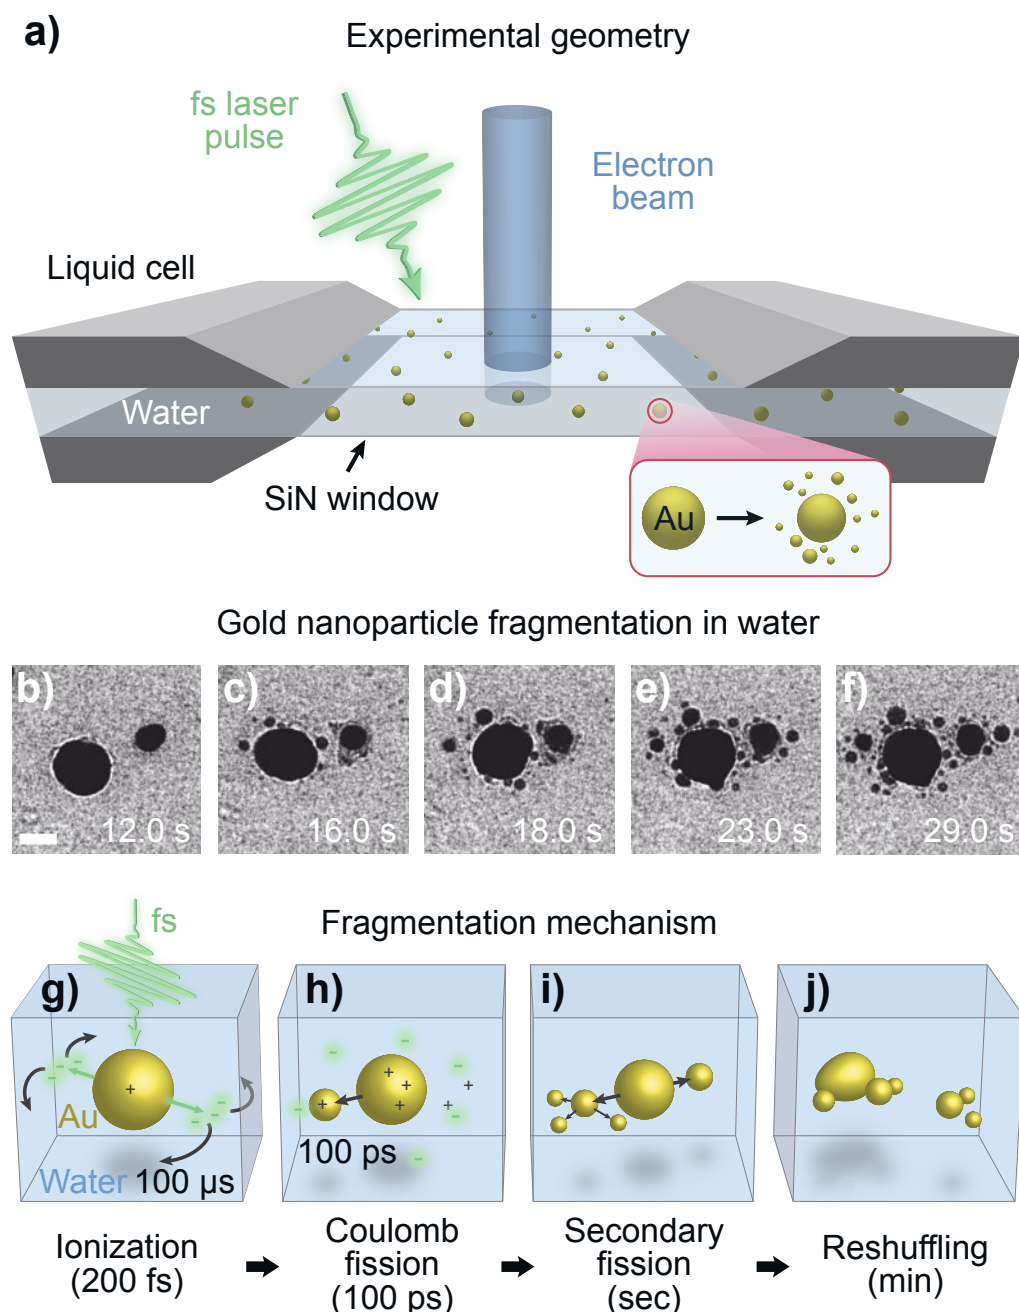 a)
Experimental geometry
fs laser
pulse
Electron
beam
Liquid cell
Water
SiN window
Au
Gold nanoparticle fragmentation in water
b)
c)
d)
e)
f)
12.0 s
16.0 s
18.0 s
23.0 s
29.0 s
fs
Fragmentation mechanism
g)
h)
i)
j)
+
Au
Water 100 µs
100 ps
Ionization
(200 fs)
Coulomb
fission
(100 ps)
Secondary
fission
(sec)
Reshuffling
(min)